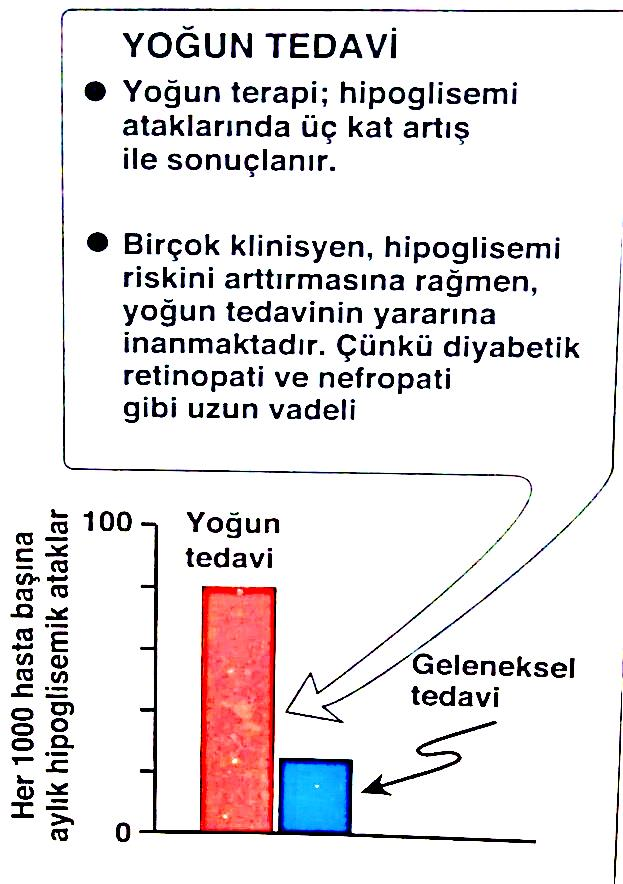 YOĞUN TEDAVİ
● Yoğun terapi; hipoglisemi
ataklarında üç kat artış
ile sonuçlanır.
● Birçok klinisyen, hipoglisemi
riskini arttırmasına rağmen,
yoğun tedavinin yararına
inanmaktadır. Çünkü diyabetik
retinopati ve nefropati
gibi uzun vadeli
Her 1000 hasta başına
aylık hipoglisemik ataklar
100
0
Yoğun
tedavi
Geleneksel
tedavi